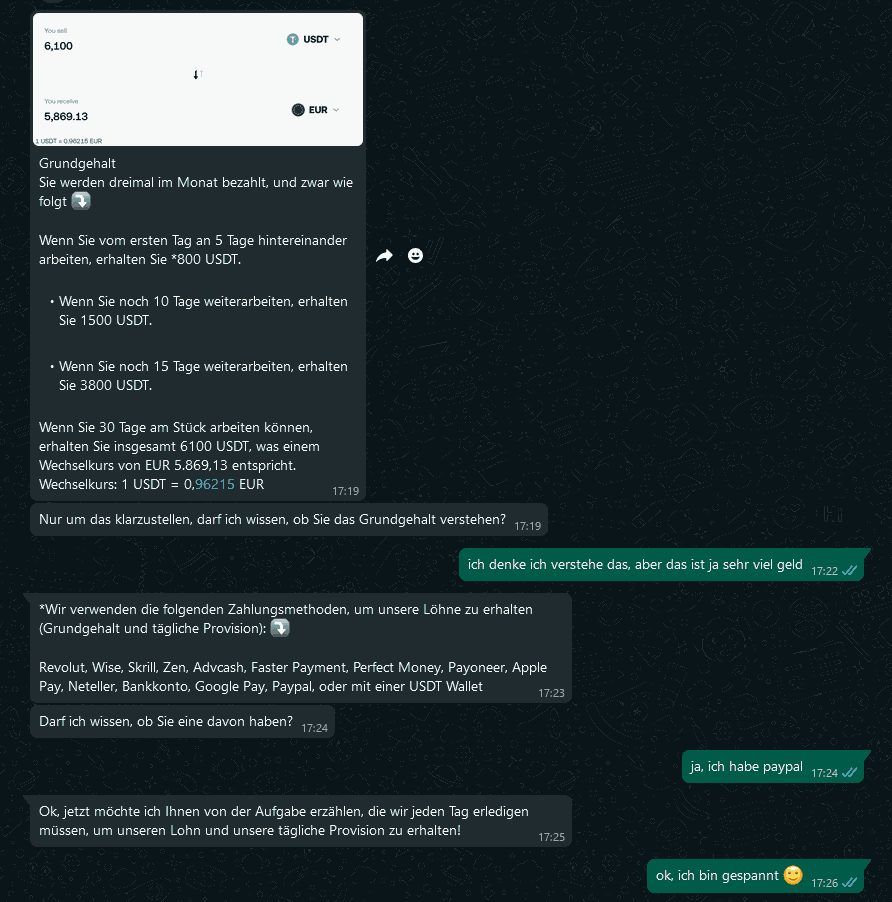 You sell
6,100
USDT
You receive
5,869.13
EUR
1 USDT = 0.96215 EUR
Grundgehalt
Sie werden dreimal im Monat bezahlt, und zwar wie
folgt ⤵️
Wenn Sie vom ersten Tag an 5 Tage hintereinander
arbeiten, erhalten Sie *800 USDT.
• Wenn Sie noch 10 Tage weiterarbeiten, erhalten
Sie 1500 USDT.
• Wenn Sie noch 15 Tage weiterarbeiten, erhalten
Sie 3800 USDT.
Wenn Sie 30 Tage am Stück arbeiten können,
erhalten Sie insgesamt 6100 USDT, was einem
Wechselkurs von EUR 5.869,13 entspricht.
Wechselkurs: 1 USDT = 0,96215 EUR
17:19
Nur um das klarzustellen, darf ich wissen, ob Sie das Grundgehalt verstehen? 17:19
ich denke ich verstehe das, aber das ist ja sehr viel geld 17:22
*Wir verwenden die folgenden Zahlungsmethoden, um unsere Löhne zu erhalten
(Grundgehalt und tägliche Provision): ⤵️
Revolut, Wise, Skrill, Zen, Advcash, Faster Payment, Perfect Money, Payoneer, Apple
Pay, Neteller, Bankkonto, Google Pay, Paypal, oder mit einer USDT Wallet 17:23
Darf ich wissen, ob Sie eine davon haben? 17:24
ja, ich habe paypal 17:24
Ok, jetzt möchte ich Ihnen von der Aufgabe erzählen, die wir jeden Tag erledigen
müssen, um unseren Lohn und unsere tägliche Provision zu erhalten! 17:25
ok, ich bin gespannt 😊 17:26